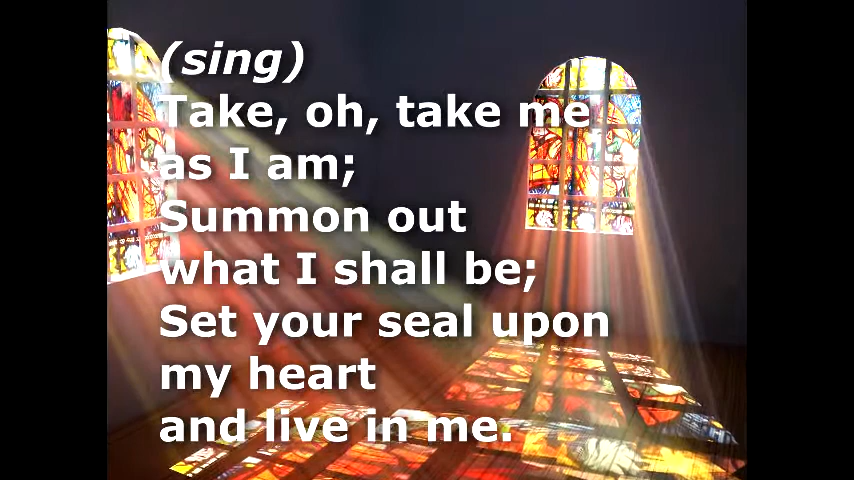 (sing)
Take, oh, take me
as I am;
Summon out
what I shall be;
Set your seal upon
my heart
and live in me.